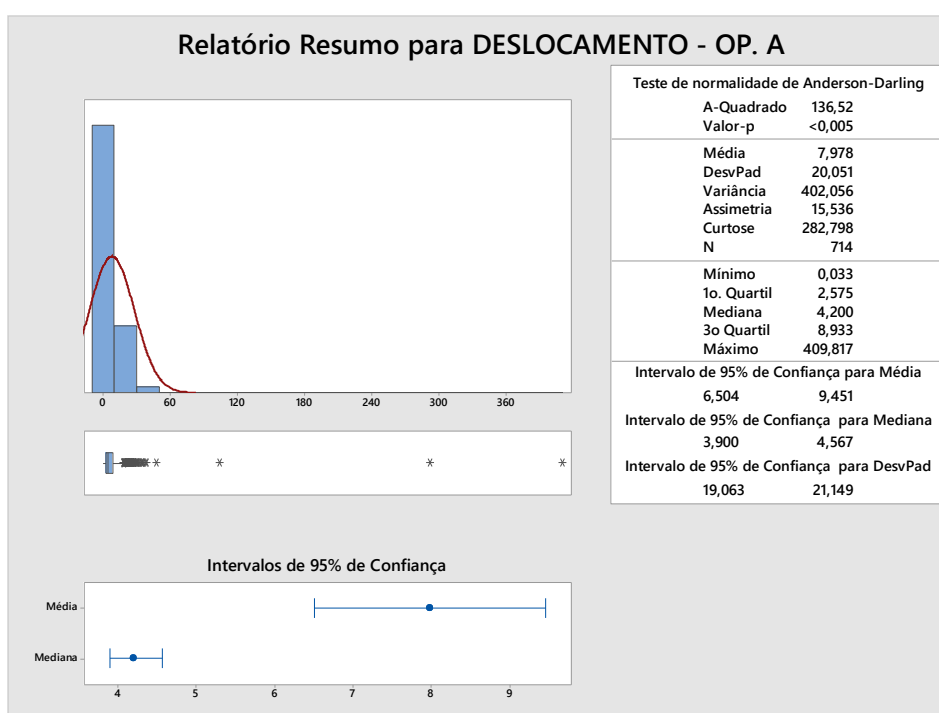 Relatório Resumo para DESLOCAMENTO - OP. A
Teste de normalidade de Anderson-Darling
A-Quadrado 136,52
Valor-p <0,005
Média 7,978
DesvPad 20,051
Variância 402,056
Assimetria 15,536
Curtose 282,798
N 714
Mínimo 0,033
1o. Quartil 2,575
Mediana 4,200
3o Quartil 8,933
Máximo 409,817
Intervalo de 95% de Confiança para Média
6,504 9,451
Intervalo de 95% de Confiança para Mediana
3,900 4,567
Intervalo de 95% de Confiança para DesvPad
19,063 21,149
0 60 120 180 240 300 360
Intervalos de 95% de Confiança
Média
Mediana
4 5 6 7 8 9